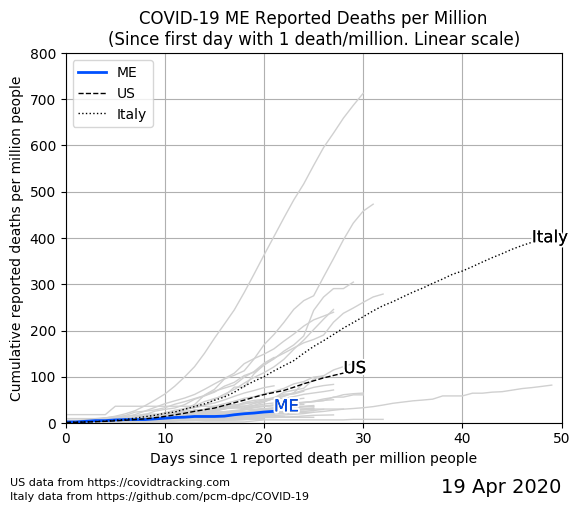 COVID-19 ME Reported Deaths per Million
(Since first day with 1 death/million. Linear scale)
800
700
600
500
400
300
200
100
0
Cumulative reported deaths per million people
ME
US
Italy
Italy
US
ME
0 10 20 30 40 50
Days since 1 reported death per million people
US data from https://covidtracking.com
Italy data from https://github.com/pcm-dpc/COVID-19
19 Apr 2020